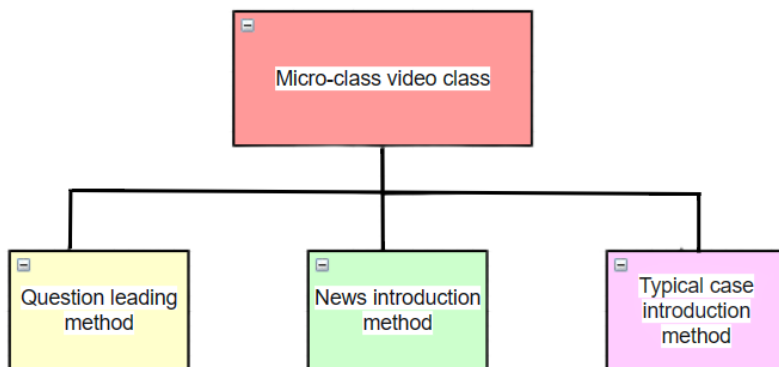 Micro-class video class
Question leading
method
News introduction
method
Typical case
introduction
method